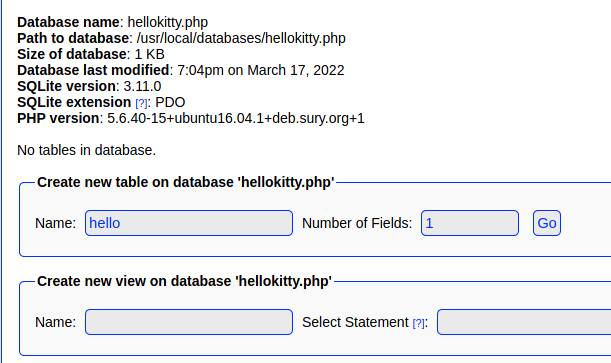 Database name: hellokitty.php
Path to database: /usr/local/databases/hellokitty.php
Size of database: 1 KB
Database last modified: 7:04pm on March 17, 2022
SQLite version: 3.11.0
SQLite extension [?]: PDO
PHP version: 5.6.40-15+ubuntu16.04.1+deb.sury.org+1
No tables in database.
Create new table on database 'hellokitty.php'
Name: hello Number of Fields: 1 Go
Create new view on database 'hellokitty.php'
Name: Select Statement [?]: